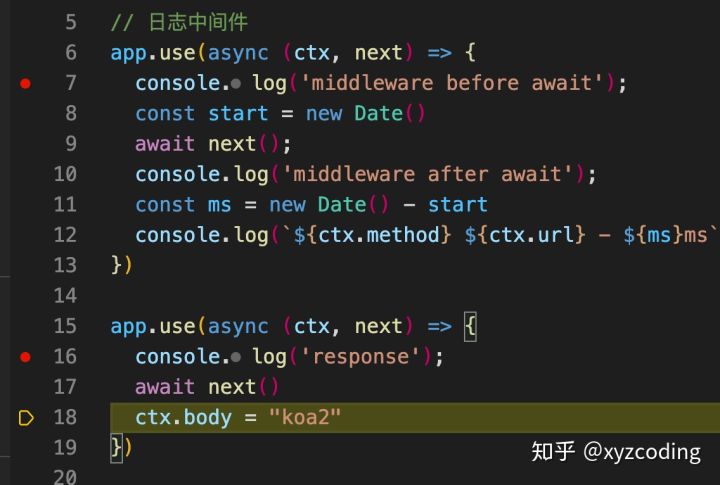 5 // 日志中间件
6 app.use(async (ctx, next) => {
7 console. log('middleware before await');
8 const start = new Date()
9 await next();
10 console.log('middleware after await');
11 const ms = new Date() - start
12 console.log(`${ctx.method} ${ctx.url} - ${ms}ms`
13 })
14
15 app.use(async (ctx, next) => {
16 console. log('response');
17 await next()
18 ctx.body = "koa2"
19 })
20
知乎 @xyzcoding